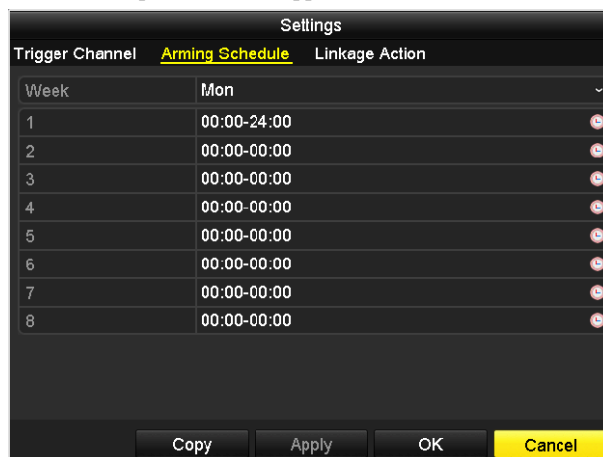 Settings
Trigger Channel Arming Schedule Linkage Action
Week Mon
1 00:00-24:00
2 00:00-00:00
3 00:00-00:00
4 00:00-00:00
5 00:00-00:00
6 00:00-00:00
7 00:00-00:00
8 00:00-00:00
Copy Apply OK Cancel